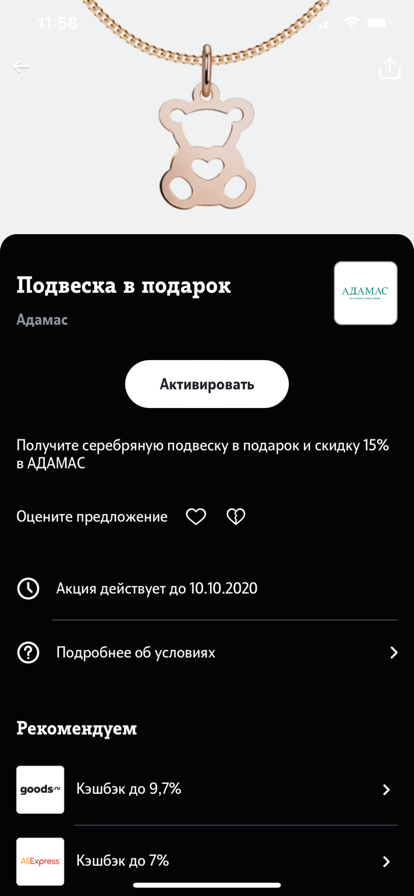 11:58
Подвеска в подарок
АДАМАС
Адамас
Активировать
Получите серебряную подвеску в подарок и скидку 15%
в АДАМАС
Оцените предложение
Акция действует до 10.10.2020
Подробнее об условиях
Рекомендуем
goods.ru
Кэшбэк до 9,7%
AliExpress
Кэшбэк до 7%